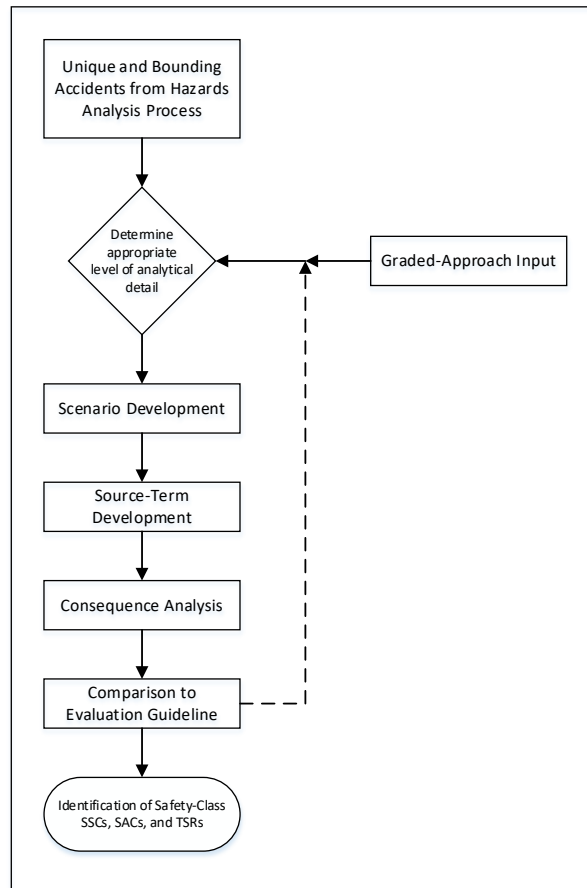 Unique and Bounding
Accidents from Hazards
Analysis Process
Determine
appropriate
level of analytical
detail
Graded-Approach Input
Scenario Development
Source-Term
Development
Consequence Analysis
Comparison to
Evaluation Guideline
Identification of Safety-Class
SSCs, SACs, and TSRs